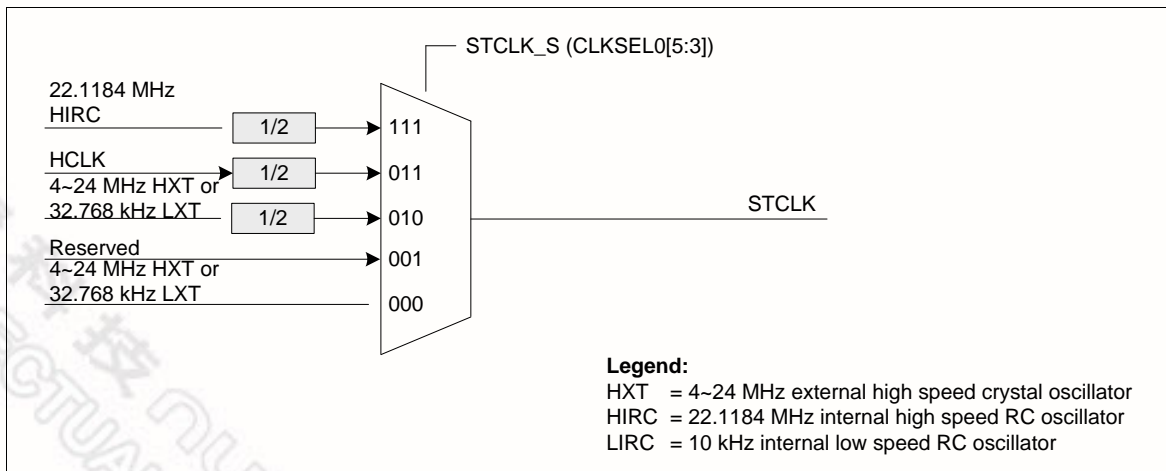 STCLK_S (CLKSEL0[5:3])
22.1184 MHz
HIRC
1/2
111
HCLK
1/2
011
4~24 MHz HXT or
32.768 kHz LXT
1/2
010
STCLK
Reserved
001
4~24 MHz HXT or
32.768 kHz LXT
000
Legend:
HXT = 4~24 MHz external high speed crystal oscillator
HIRC = 22.1184 MHz internal high speed RC oscillator
LIRC = 10 kHz internal low speed RC oscillator
科技